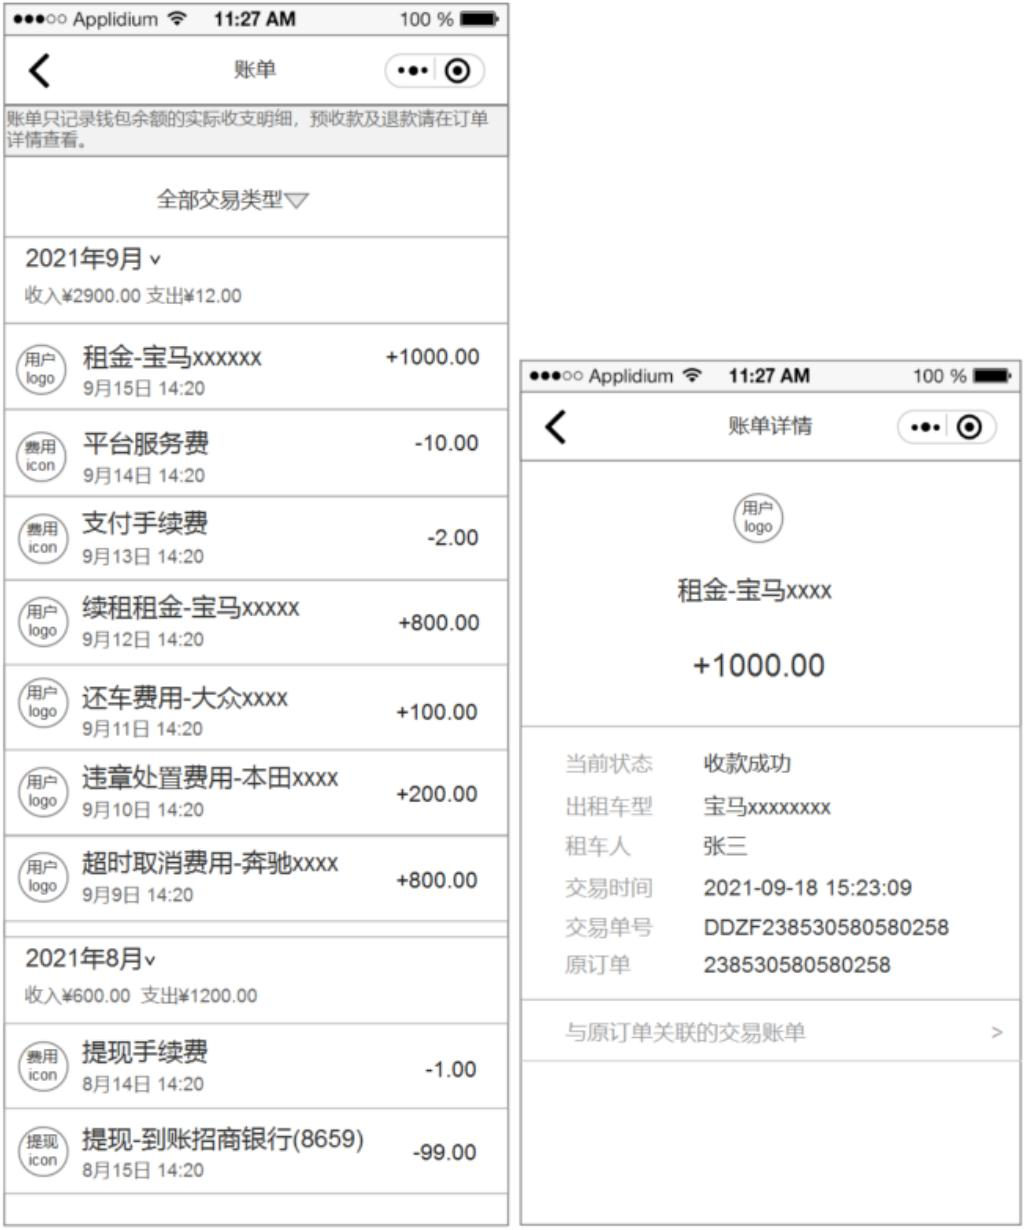 Applidium 11:27 AM 100 %
账单
账单只记录钱包余额的实际收支明细，预收款及退款请在订单
详情查看。
全部交易类型
2021年9月
收入¥2900.00 支出¥12.00
用户
logo
租金-宝马xxxxxx
+1000.00
9月15日 14:20
费用
icon
平台服务费
-10.00
9月14日 14:20
费用
icon
支付手续费
-2.00
9月13日 14:20
用户
logo
续租租金-宝马xxxxx
+800.00
9月12日 14:20
用户
logo
还车费用-大众xxxx
+100.00
9月11日 14:20
用户
logo
违章处置费用-本田xxxx
+200.00
9月10日 14:20
用户
logo
超时取消费用-奔驰xxxx
+800.00
9月9日 14:20
2021年8月
收入¥600.00 支出¥1200.00
费用
icon
提现手续费
-1.00
8月14日 14:20
提现
icon
提现-到账招商银行(8659)
-99.00
8月15日 14:20
Applidium 11:27 AM 100 %
账单详情
用户
logo
租金-宝马xxxx
+1000.00
当前状态 收款成功
出租车型 宝马xxxxxxxx
租车人 张三
交易时间 2021-09-18 15:23:09
交易单号 DDZF238530580580258
原订单 238530580580258
与原订单关联的交易账单 >